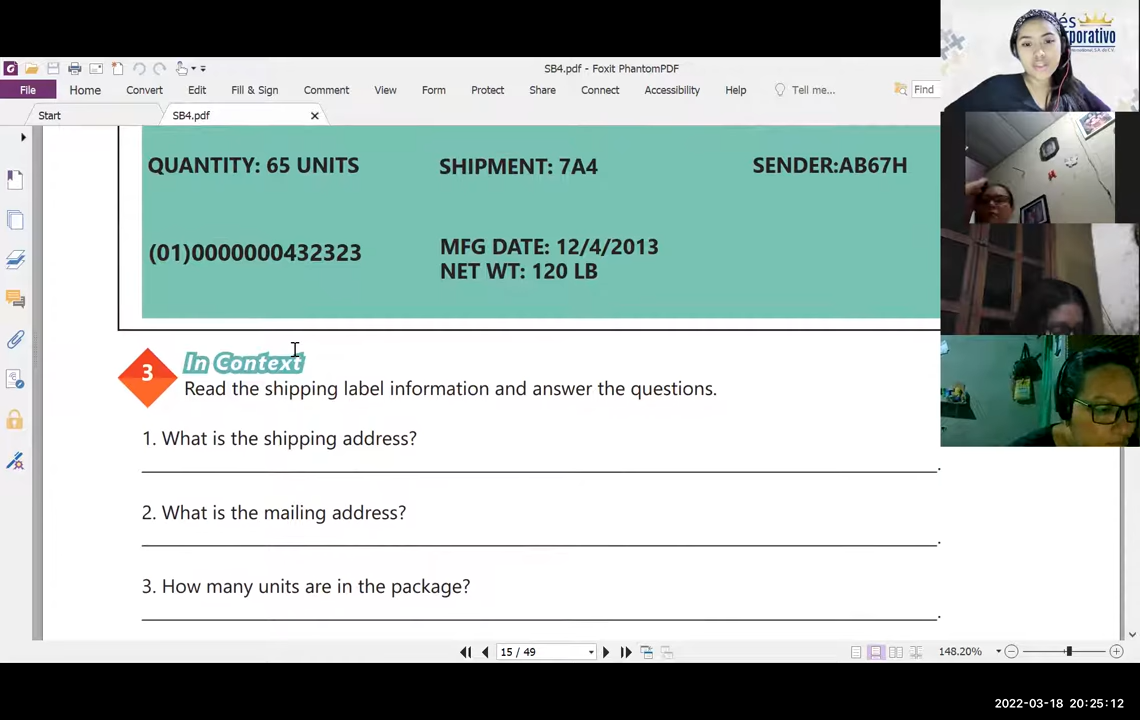 SB4.pdf - Foxit PhantomPDF
File Home Convert Edit Fill & Sign Comment View Form Protect Share Connect Accessibility Help Tell me... Find
Start SB4.pdf
QUANTITY: 65 UNITS SHIPMENT: 7A4 SENDER:AB67H
(01)0000000432323 MFG DATE: 12/4/2013
NET WT: 120 LB
3 In Context
Read the shipping label information and answer the questions.
1. What is the shipping address?
2. What is the mailing address?
3. How many units are in the package?
15 / 49 148.20%
2022-03-18 20:25:12